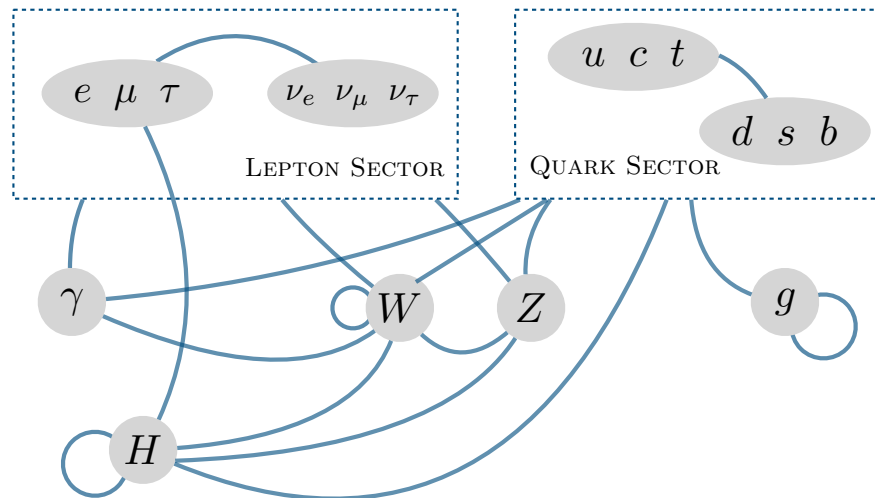 e μ τ
ν_e ν_μ ν_τ
LEPTON SECTOR
u c t
d s b
QUARK SECTOR
γ
W
Z
g
H